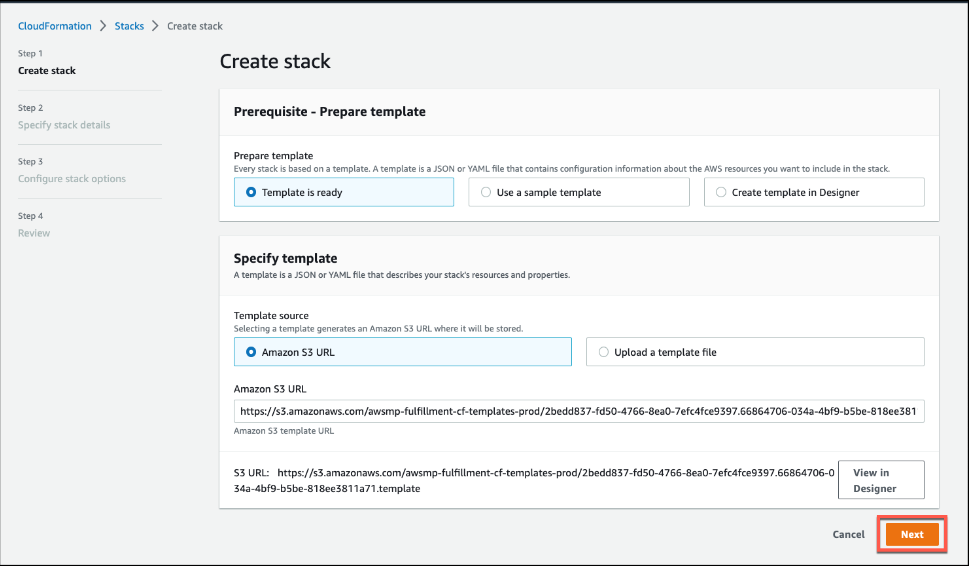 CloudFormation > Stacks > Create stack
Step 1
Create stack
Step 2
Specify stack details
Step 3
Configure stack options
Step 4
Review
Create stack
Prerequisite - Prepare template
Prepare template
Every stack is based on a template. A template is a JSON or YAML file that contains configuration information about the AWS resources you want to include in the stack.
Template is ready
Use a sample template
Create template in Designer
Specify template
A template is a JSON or YAML file that describes your stack's resources and properties.
Template source
Selecting a template generates an Amazon S3 URL where it will be stored.
Amazon S3 URL
Upload a template file
Amazon S3 URL
https://s3.amazonaws.com/awsmp-fulfillment-cf-templates-prod/2bedd837-fd50-4766-8ea0-7efc4fce9397.66864706-034a-4bf9-b5be-818ee381
Amazon S3 template URL
S3 URL: https://s3.amazonaws.com/awsmp-fulfillment-cf-templates-prod/2bedd837-fd50-4766-8ea0-7efc4fce9397.66864706-0
34a-4bf9-b5be-818ee3811a71.template
View in
Designer
Cancel
Next